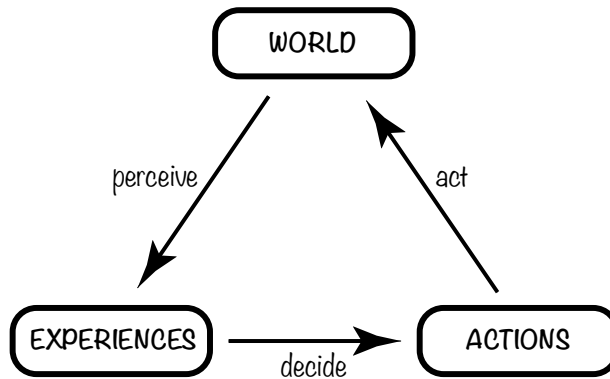 WORLD
perceive
act
EXPERIENCES
decide
ACTIONS